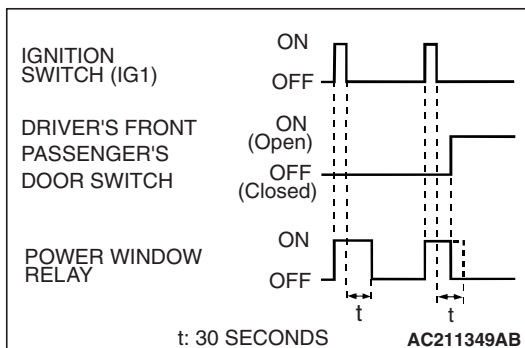 IGNITION
SWITCH (IG1)
ON
OFF
DRIVER'S FRONT
PASSENGER'S
DOOR SWITCH
ON
(Open)
OFF
(Closed)
POWER WINDOW
RELAY
ON
OFF
t
t
t: 30 SECONDS
AC211349AB